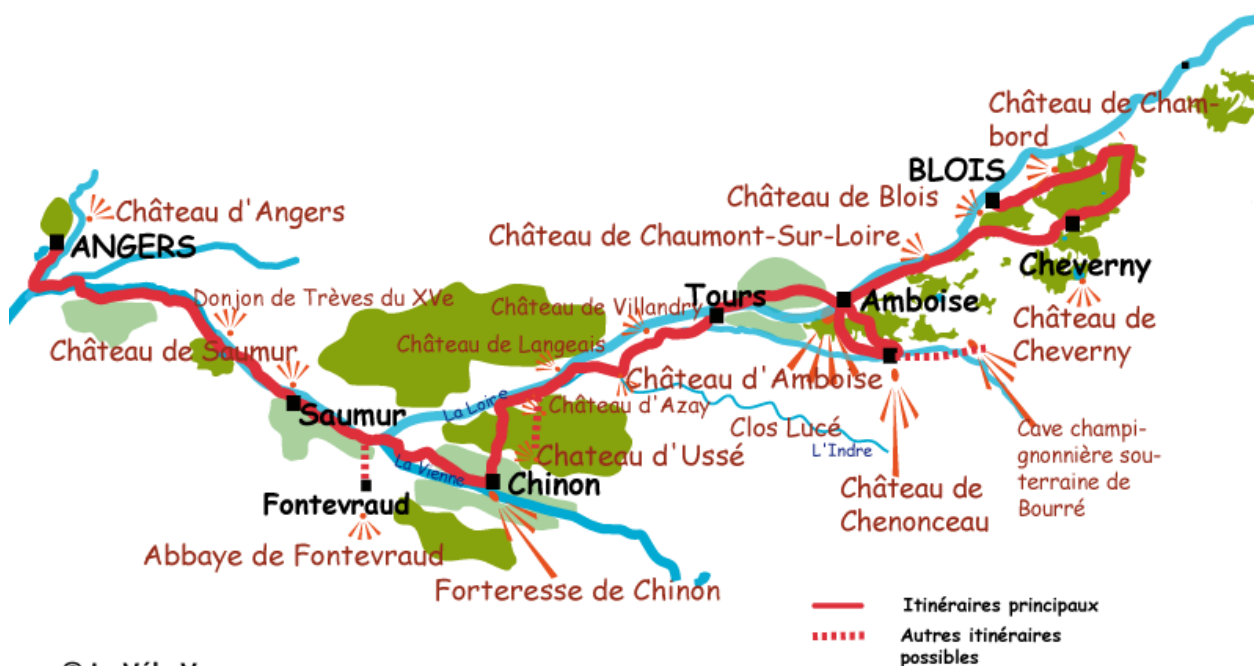 Château de Cham-
bord
BLOIS
Château de Blois
Château d'Angers
ANGERS
Château de Chaumont-Sur-Loire
Cheverny
Donjon de Trèves du XVe
Château de Villandry
Tours
Amboise
Château de
Cheverny
Château de Saumur
Château de Langeais
Château d'Amboise
Saumur
La Loire
Château d'Azay
Clos Lucé
L'Indre
Cave champi-
gnonnière sou-
terraine de
Bourré
Chateau d'Ussé
La Vienne
Chinon
Château de
Chenonceau
Fontevraud
Abbaye de Fontevraud
Forteresse de Chinon
Itinéraires principaux
Autres itinéraires
possibles